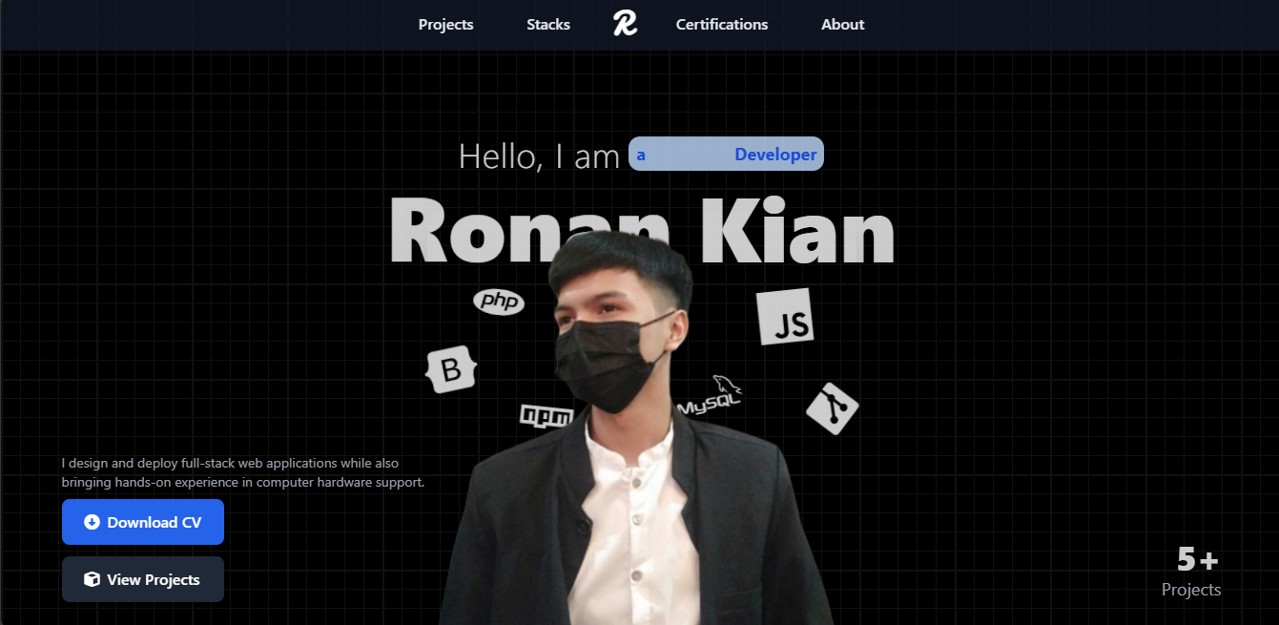 Projects Stacks R Certifications About
Hello, I am a Developer
Ronan Kian
php
JS
B
npm
MySQL
I design and deploy full-stack web applications while also
bringing hands-on experience in computer hardware support.
Download CV
View Projects
5+
Projects